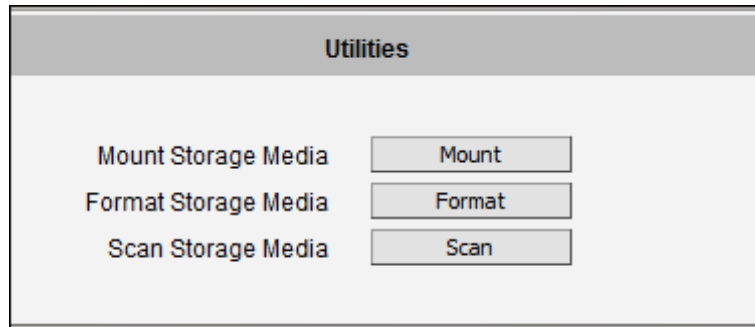 Utilities
Mount Storage Media Mount
Format Storage Media Format
Scan Storage Media Scan